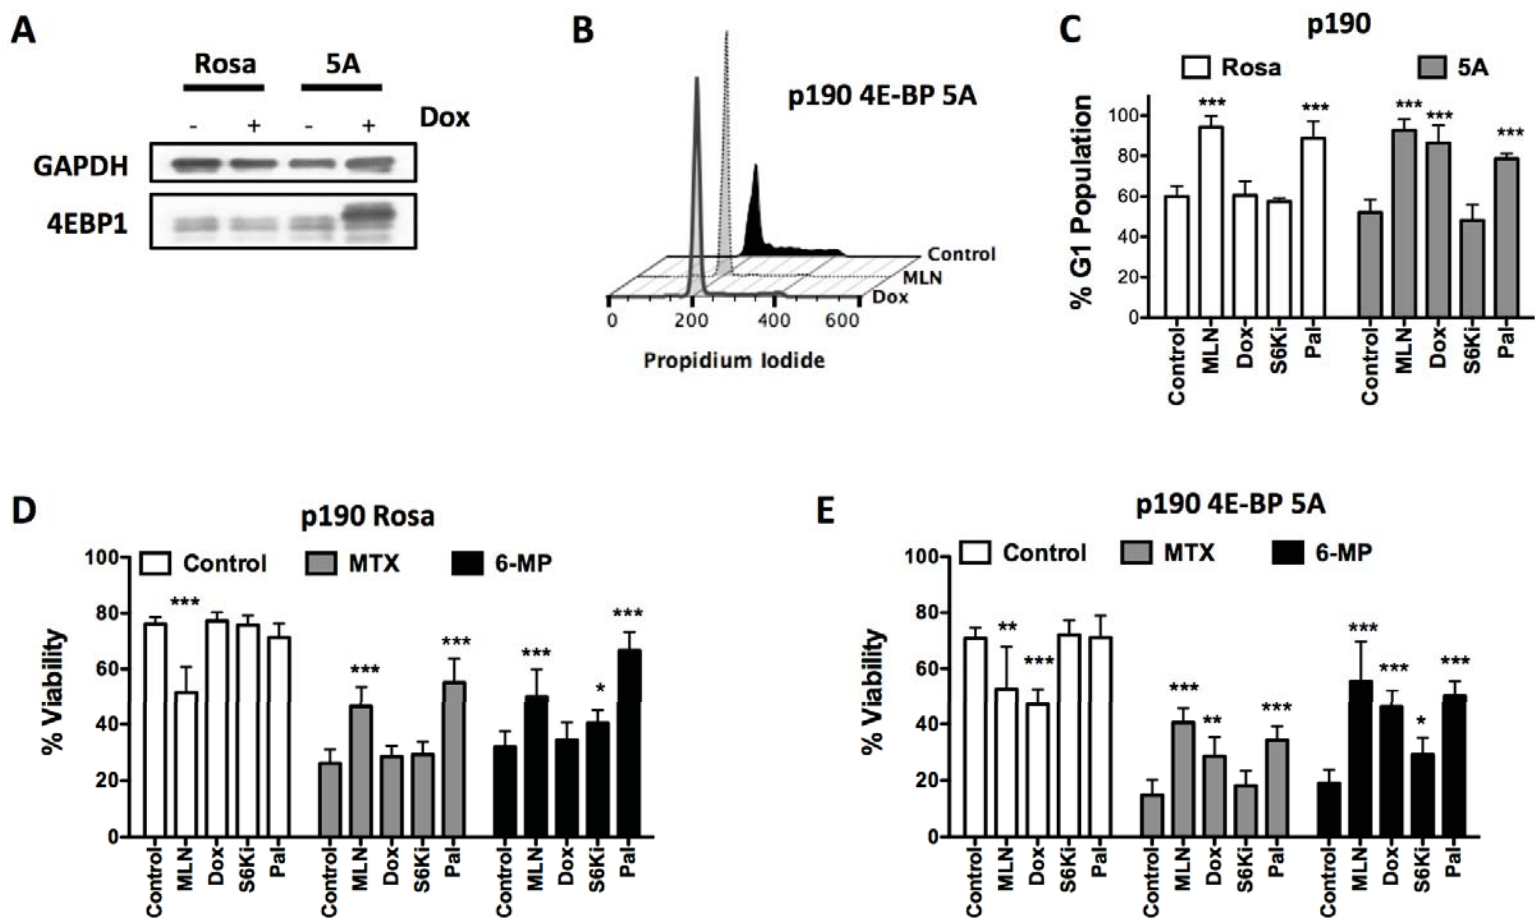 A
Rosa 5A
- + - + Dox
GAPDH
4EBP1
B
p190 4E-BP 5A
Control
MLN
Dox
0 200 400 600
Propidium Iodide
C
p190
Rosa 5A
% G1 Population
100
80
60
40
20
0
*** *** *** *** ***
Control MLN Dox S6Ki Pal Control MLN Dox S6Ki Pal
D
p190 Rosa
Control MTX 6-MP
% Viability
100
80
60
40
20
0
*** *** *** *** * ***
Control MLN Dox S6Ki Pal Control MLN Dox S6Ki Pal Control MLN Dox S6Ki Pal
E
p190 4E-BP 5A
Control MTX 6-MP
% Viability
100
80
60
40
20
0
** *** *** ** *** *** *** * ***
Control MLN Dox S6Ki Pal Control MLN Dox S6Ki Pal Control MLN Dox S6Ki Pal